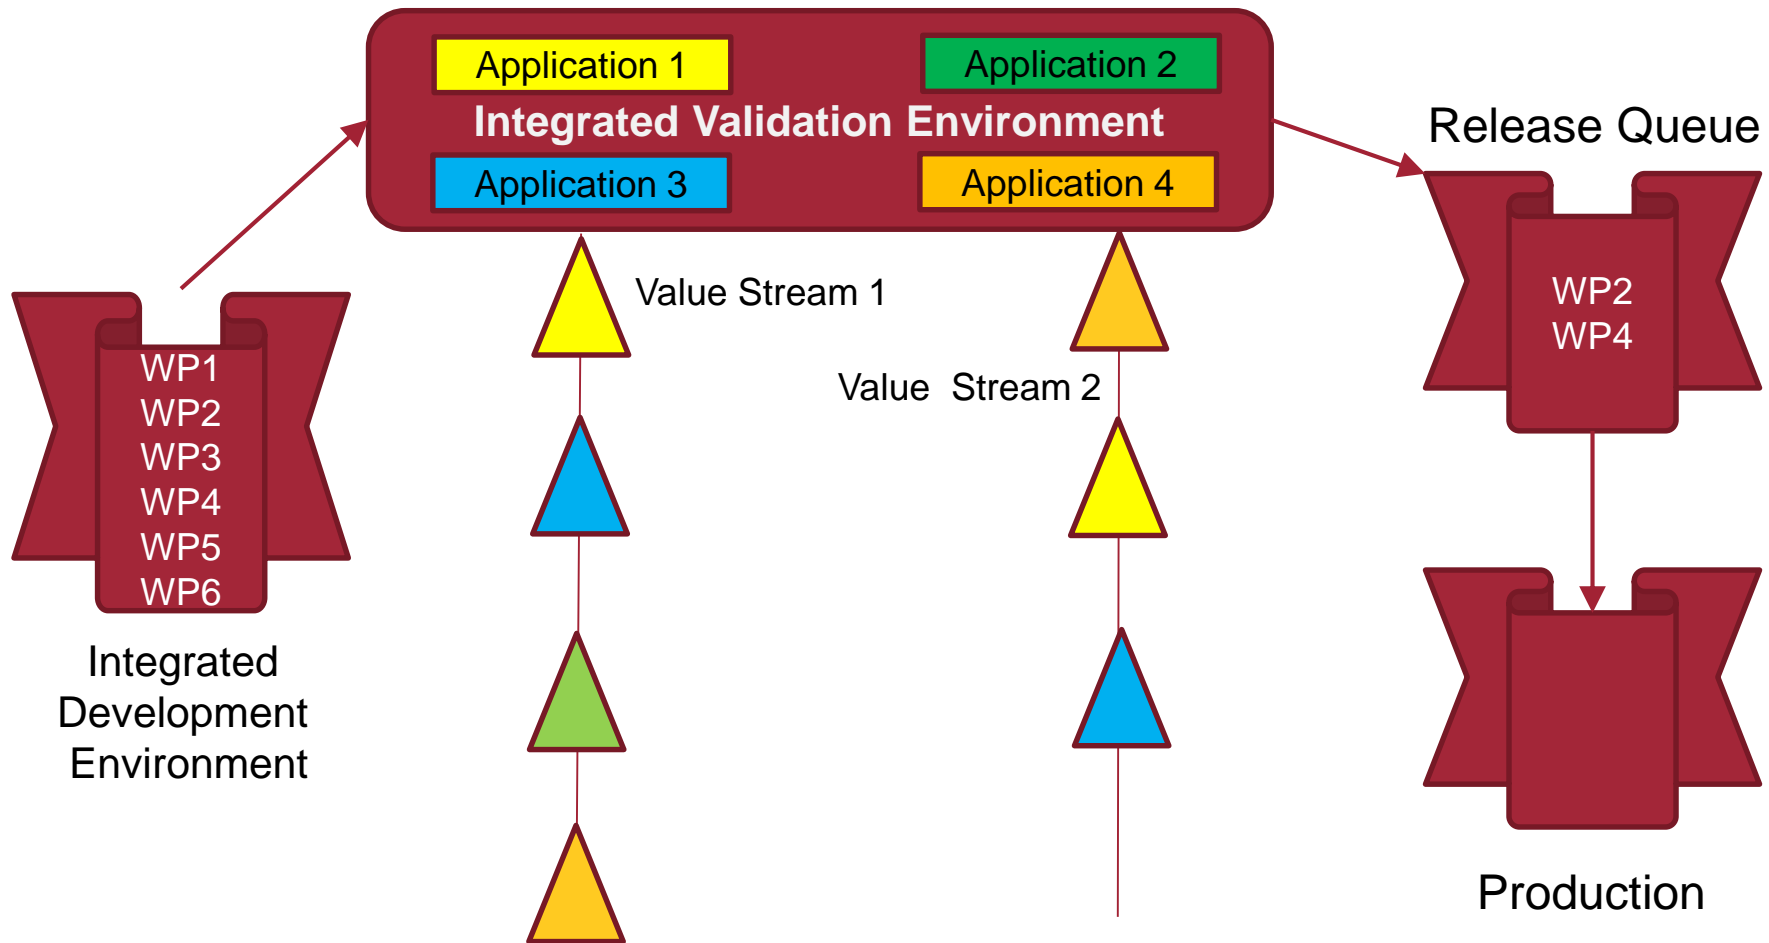 Application 1
Application 2
Integrated Validation Environment
Application 3
Application 4
Release Queue
WP2
WP4
Value Stream 1
Value  Stream 2
WP1
WP2
WP3
WP4
WP5
WP6
Integrated
Development
Environment
Production